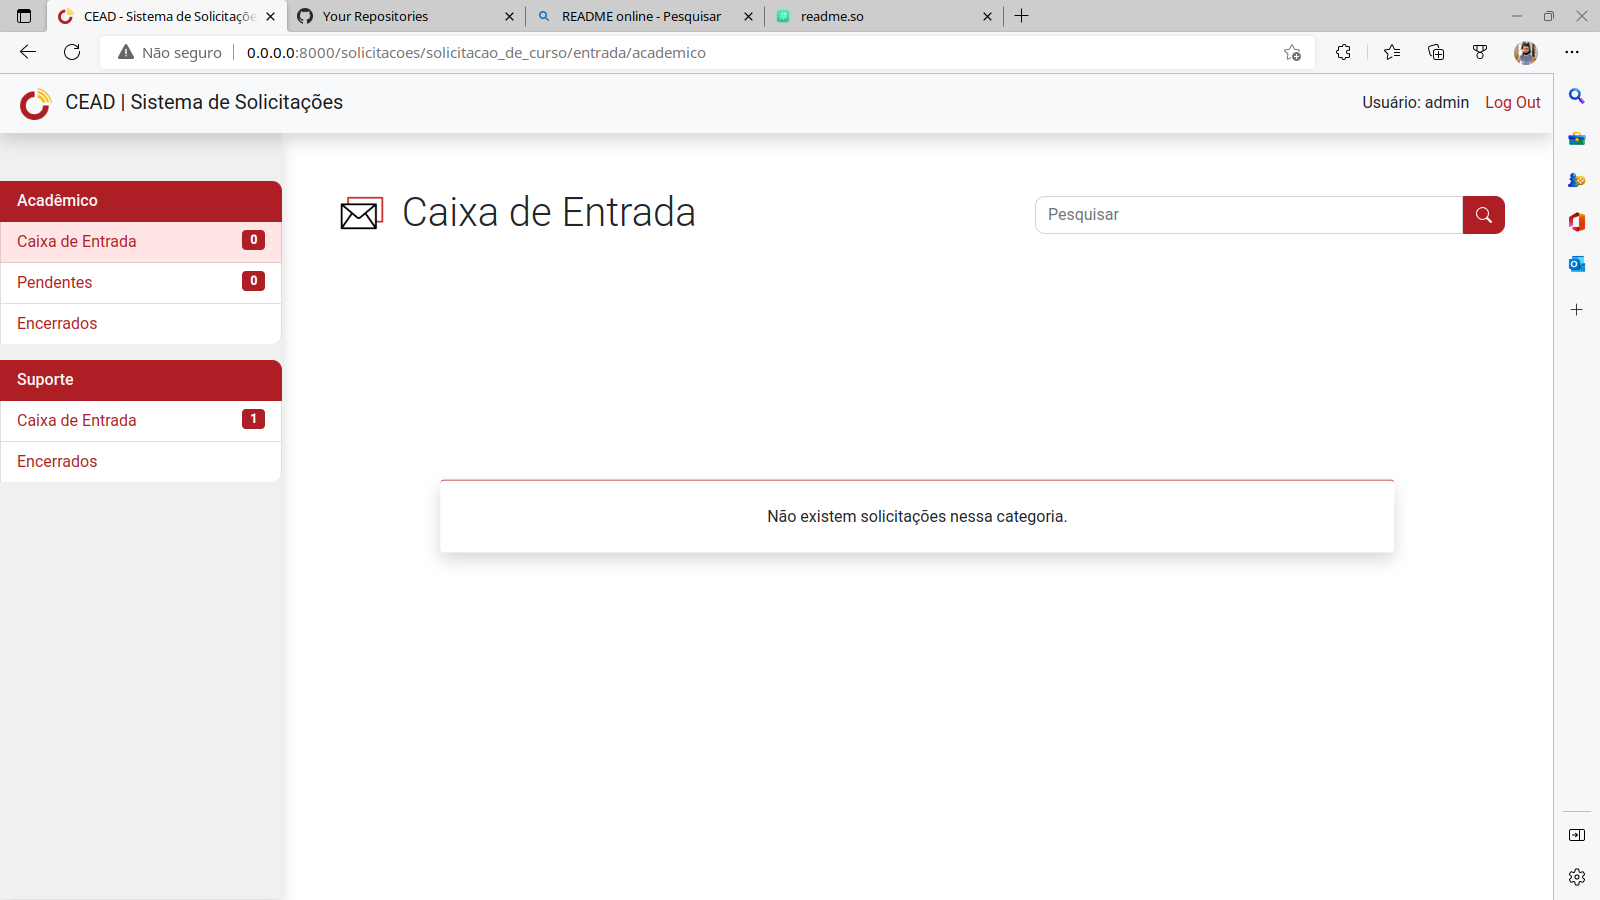 CEAD - Sistema de Solicitaçõe
Your Repositories
README online - Pesquisar
readme.so
Não seguro
0.0.0.0:8000/solicitacoes/solicitacao_de_curso/entrada/academico
CEAD | Sistema de Solicitações
Usuário: admin
Log Out
Acadêmico
Caixa de Entrada 0
Pendentes 0
Encerrados
Suporte
Caixa de Entrada 1
Encerrados
Caixa de Entrada
Pesquisar
Não existem solicitações nessa categoria.